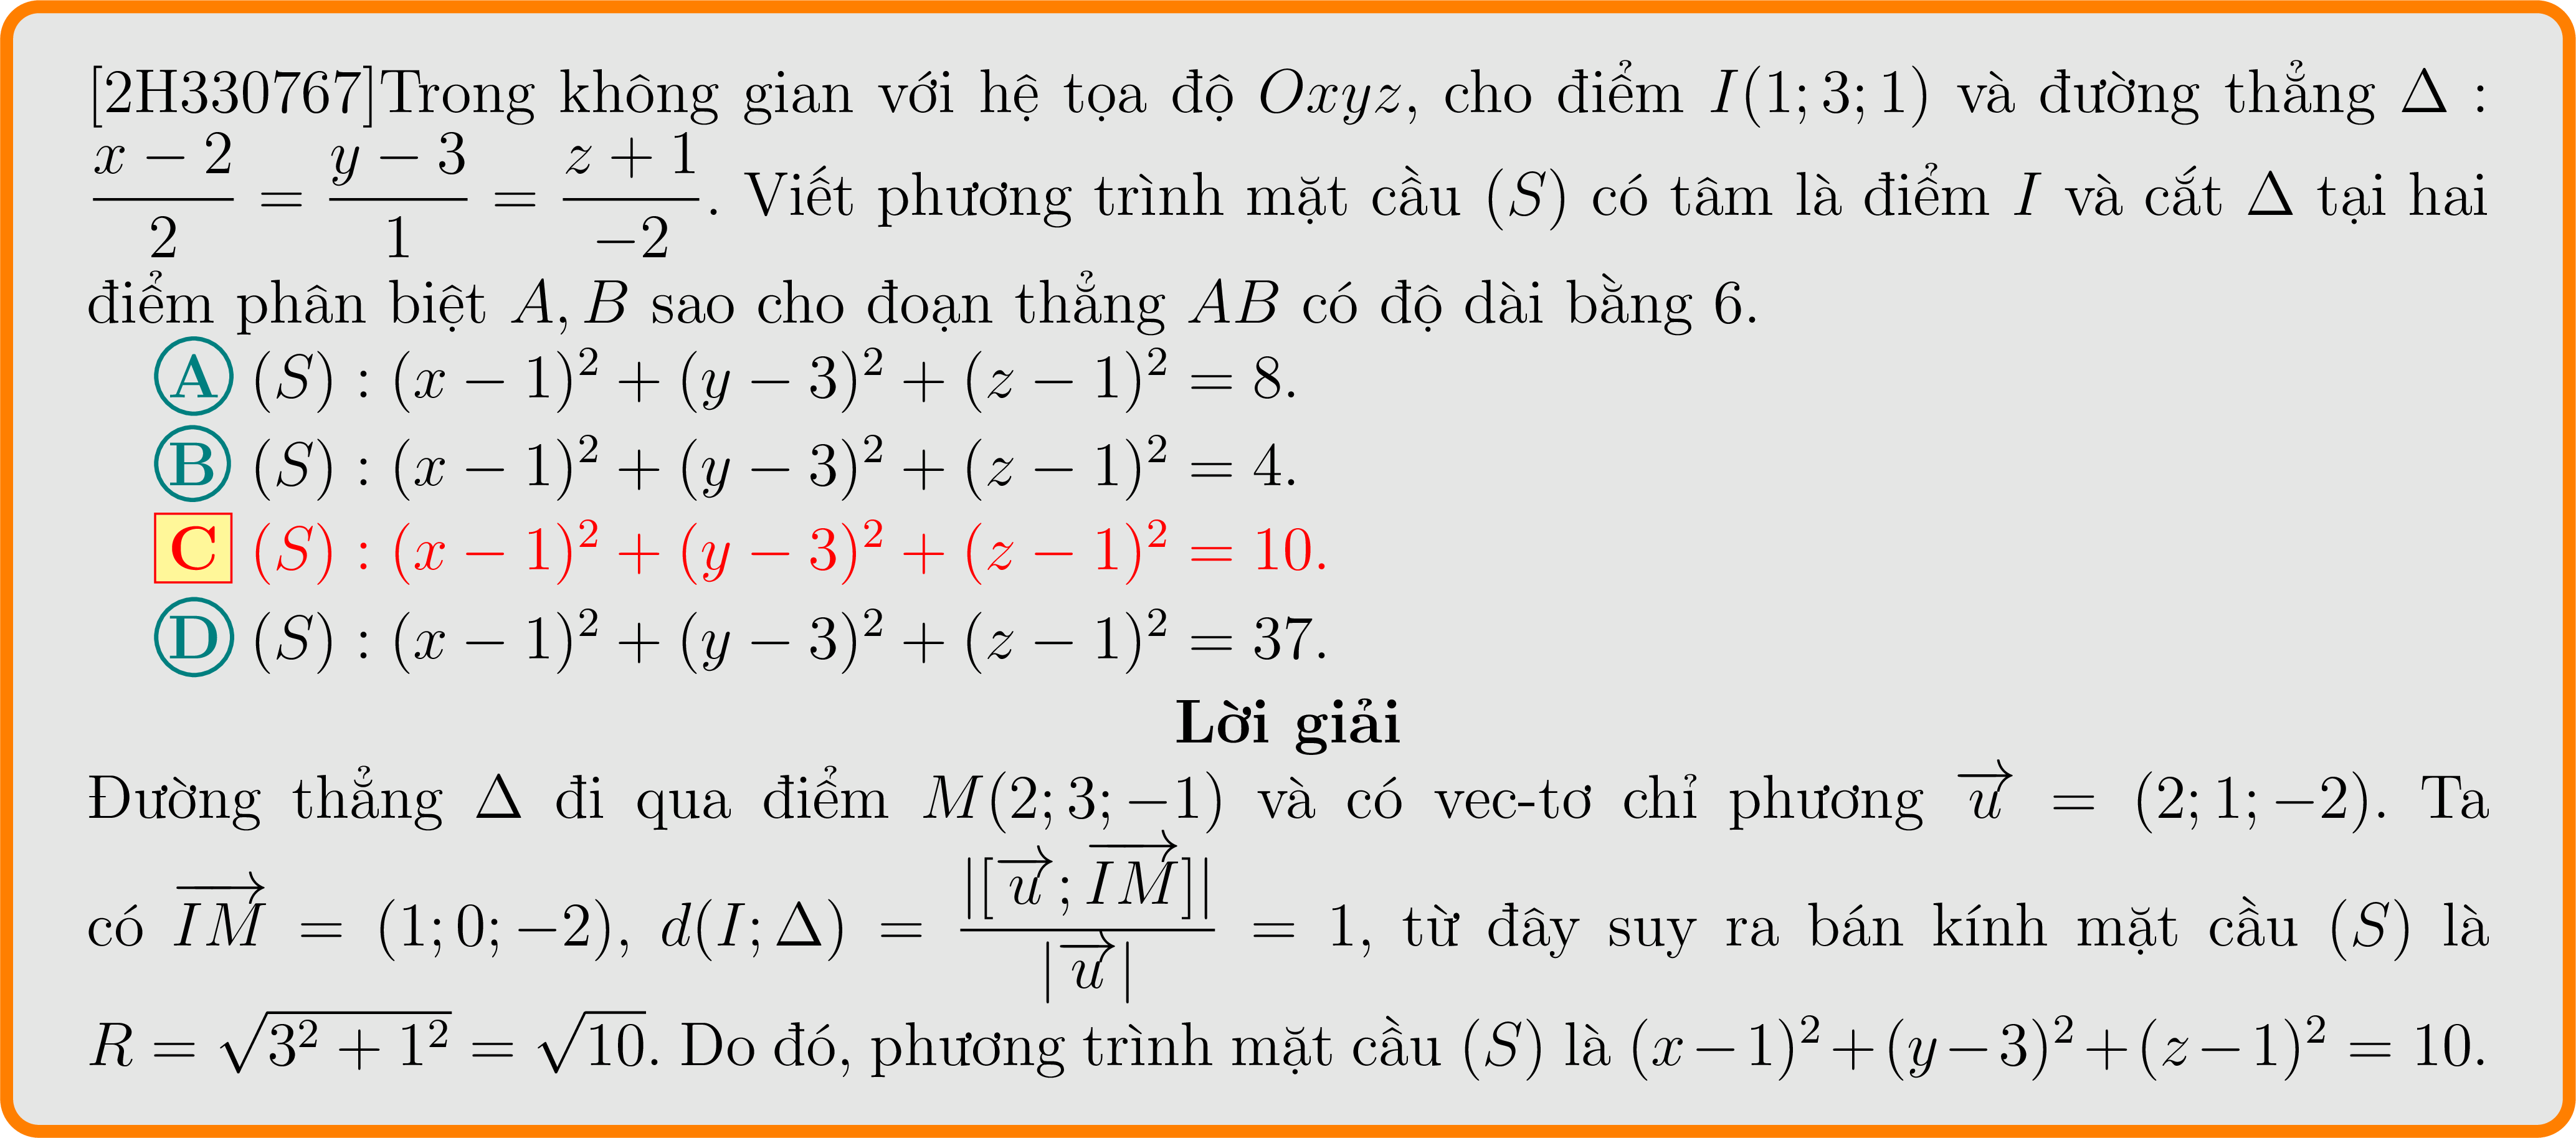 [2H330767]Trong không gian với hệ tọa độ $Oxyz$, cho điểm $I(1;3;1)$ và đường thẳng $\Delta :$
$\dfrac{x-2}{2} = \dfrac{y-3}{1} = \dfrac{z+1}{-2}$. Viết phương trình mặt cầu $(S)$ có tâm là điểm $I$ và cắt $\Delta$ tại hai
điểm phân biệt $A, B$ sao cho đoạn thẳng $AB$ có độ dài bằng 6.
A $(S) : (x-1)^2 + (y-3)^2 + (z-1)^2 = 8.$
B $(S) : (x-1)^2 + (y-3)^2 + (z-1)^2 = 4.$
C $(S) : (x-1)^2 + (y-3)^2 + (z-1)^2 = 10.$
D $(S) : (x-1)^2 + (y-3)^2 + (z-1)^2 = 37.$
Lời giải
Đường thẳng $\Delta$ đi qua điểm $M(2;3;-1)$ và có vec-tơ chỉ phương $\overrightarrow{u} = (2;1;-2)$. Ta
có $\overrightarrow{IM} = (1;0;-2)$, $d(I;\Delta) = \dfrac{|[\overrightarrow{u};\overrightarrow{IM}]|}{|\overrightarrow{u}|} = 1$, từ đây suy ra bán kính mặt cầu $(S)$ là
$R = \sqrt{3^2+1^2} = \sqrt{10}$. Do đó, phương trình mặt cầu $(S)$ là $(x-1)^2+(y-3)^2+(z-1)^2 = 10.$